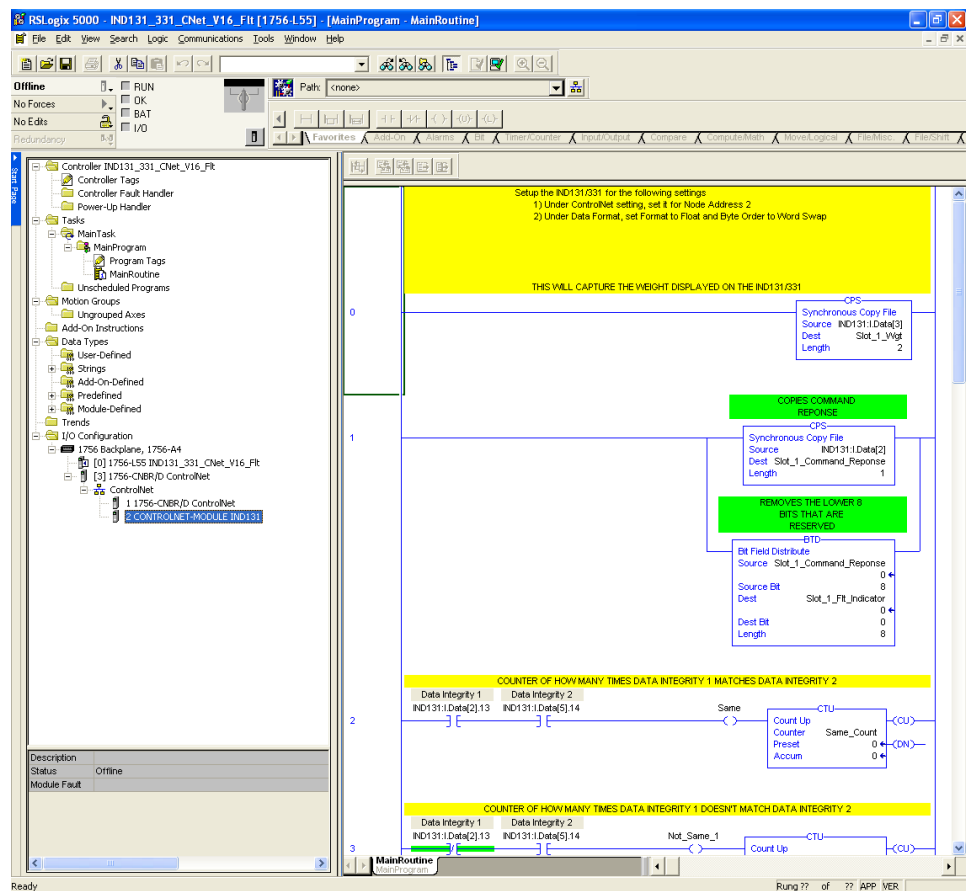 RSLogix 5000 - IND131_331_CNet_V16_Flt [1756-L55] - [MainProgram - MainRoutine]
File Edit View Search Logic Communications Tools Window Help
Offline
RUN
No Forces
OK
No Edits
BAT
Redundancy
I/O
Path: <none>
Favorites Add-On Alarms Bit Timer/Counter Input/Output Compare Compute/Math Move/Logical File/Misc. File/Shift
Start Page
Controller IND131_331_CNet_V16_Flt
Controller Tags
Controller Fault Handler
Power-Up Handler
Tasks
MainTask
MainProgram
Program Tags
MainRoutine
Unscheduled Programs
Motion Groups
Ungrouped Axes
Add-On Instructions
Data Types
User-Defined
Strings
Add-On-Defined
Predefined
Module-Defined
Trends
I/O Configuration
1756 Backplane, 1756-A4
[0] 1756-L55 IND131_331_CNet_V16_Flt
[3] 1756-CNBR/D ControlNet
ControlNet
1 1756-CNBR/D ControlNet
2 CONTROLNET-MODULE IND131
Description
Status Offline
Module Fault
Setup the IND131/331 for the following settings
1) Under ControlNet setting, set it for Node Address 2
2) Under Data Format, set Format to Float and Byte Order to Word Swap
THIS WILL CAPTURE THE WEIGHT DISPLAYED ON THE IND131/331
0
CPS
Synchronous Copy File
Source IND131:I.Data[3]
Dest Slot_1_Wgt
Length 2
COPIES COMMAND
REPONSE
1
CPS
Synchronous Copy File
Source IND131:I.Data[2]
Dest Slot_1_Command_Reponse
Length 1
REMOVES THE LOWER 8
BITS THAT ARE
RESERVED
BTD
Bit Field Distribute
Source Slot_1_Command_Reponse
0
Source Bit 8
Dest Slot_1_Flt_Indicator
0
Dest Bit 0
Length 8
COUNTER OF HOW MANY TIMES DATA INTEGRITY 1 MATCHES DATA INTEGRITY 2
Data Integrity 1 Data Integrity 2
IND131:I.Data[2].13 IND131:I.Data[5].14 Same
2
CTU
Count Up (CU)
Counter Same_Count
Preset 0 (DN)
Accum 0
COUNTER OF HOW MANY TIMES DATA INTEGRITY 1 DOESN'T MATCH DATA INTEGRITY 2
Data Integrity 1 Data Integrity 2
IND131:I.Data[2].13 IND131:I.Data[5].14 Not_Same_1
3
CTU
Count Up (CU)
MainRoutine
MainProgram
Ready
Rung ?? of ?? APP VER